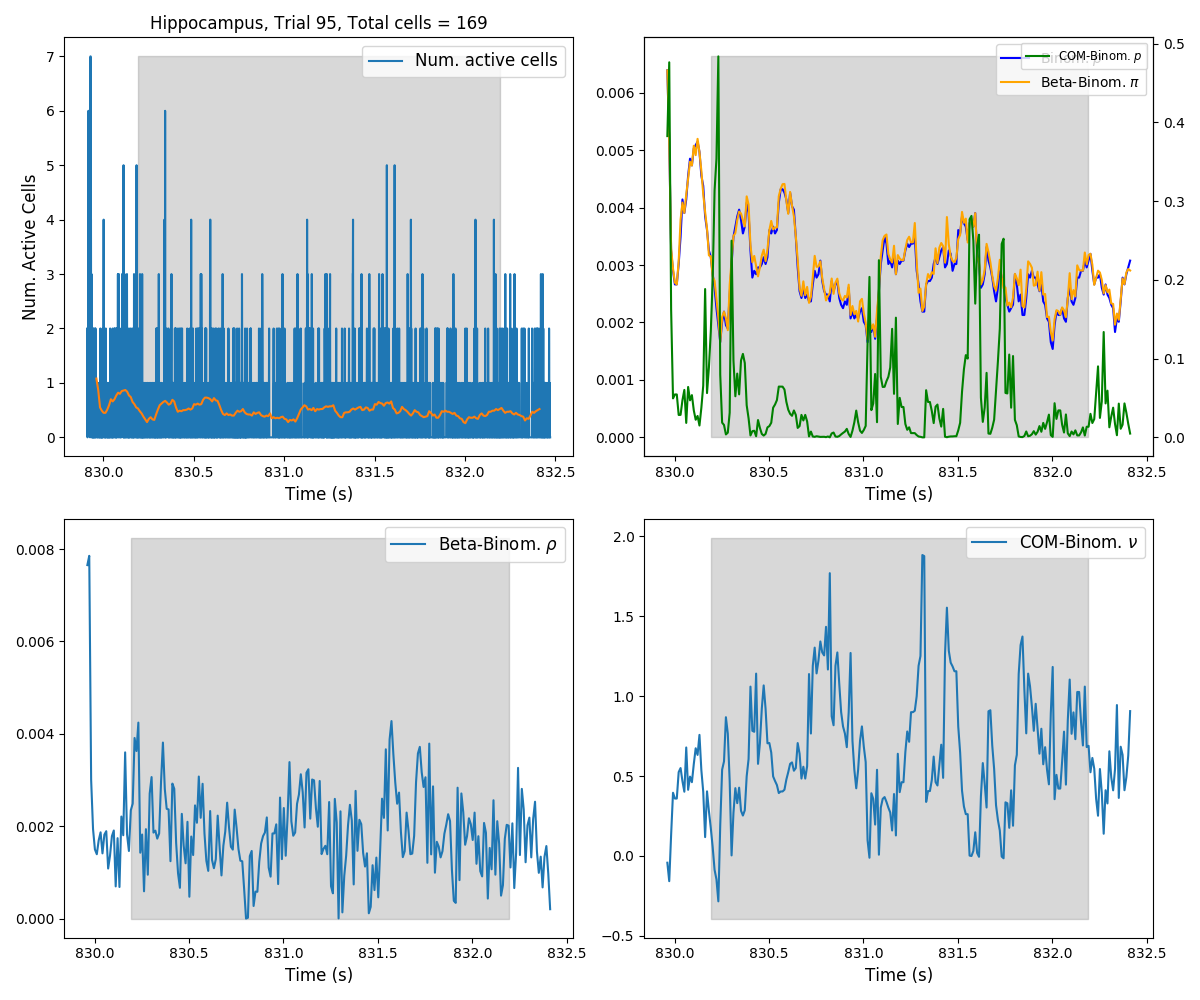 Hippocampus, Trial 95, Total cells = 169
Num. active cells
Num. Active Cells
7
6
5
4
3
2
1
0
830.0 830.5 831.0 831.5 832.0 832.5
Time (s)
COM-Binom. p
Beta-Binom. π
0.006
0.005
0.004
0.003
0.002
0.001
0.000
0.5
0.4
0.3
0.2
0.1
0.0
830.0 830.5 831.0 831.5 832.0 832.5
Time (s)
Beta-Binom. ρ
0.008
0.006
0.004
0.002
0.000
830.0 830.5 831.0 831.5 832.0 832.5
Time (s)
COM-Binom. ν
2.0
1.5
1.0
0.5
0.0
−0.5
830.0 830.5 831.0 831.5 832.0 832.5
Time (s)